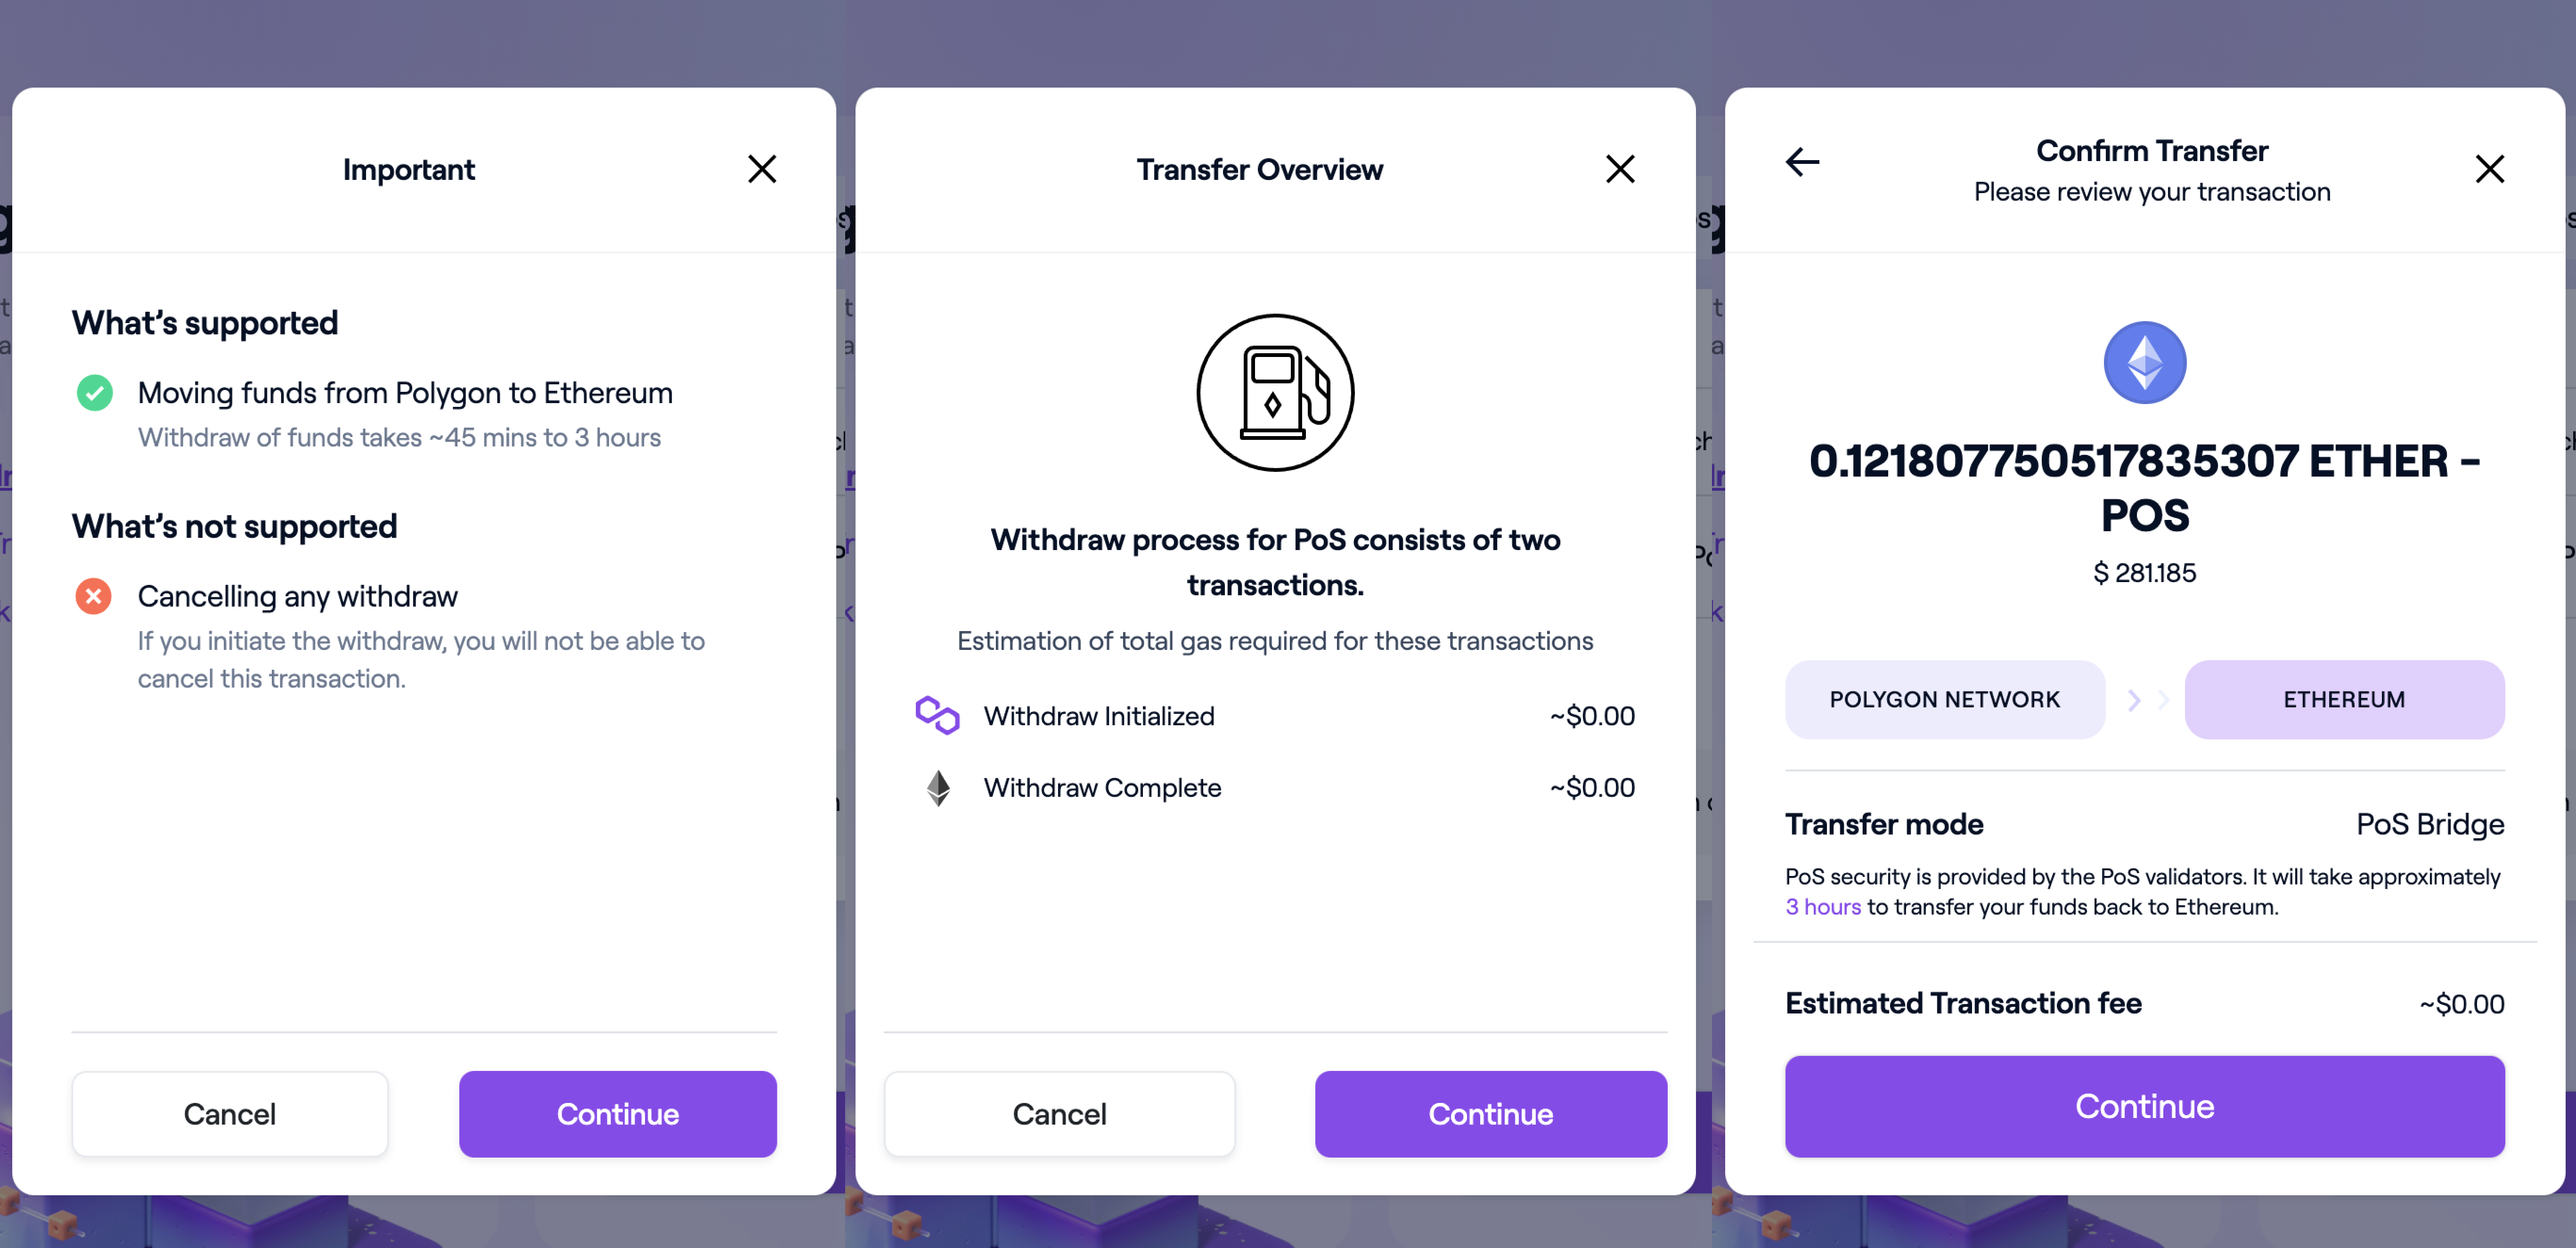 Important
What's supported
Moving funds from Polygon to Ethereum
Withdraw of funds takes ~45 mins to 3 hours
What's not supported
Cancelling any withdraw
If you initiate the withdraw, you will not be able to
cancel this transaction.
Cancel
Continue
Transfer Overview
Withdraw process for PoS consists of two
transactions.
Estimation of total gas required for these transactions
Withdraw Initialized ~$0.00
Withdraw Complete ~$0.00
Cancel
Continue
Confirm Transfer
Please review your transaction
0.121807750517835307 ETHER –
POS
$ 281.185
POLYGON NETWORK
ETHEREUM
Transfer mode PoS Bridge
PoS security is provided by the PoS validators. It will take approximately
3 hours to transfer your funds back to Ethereum.
Estimated Transaction fee ~$0.00
Continue